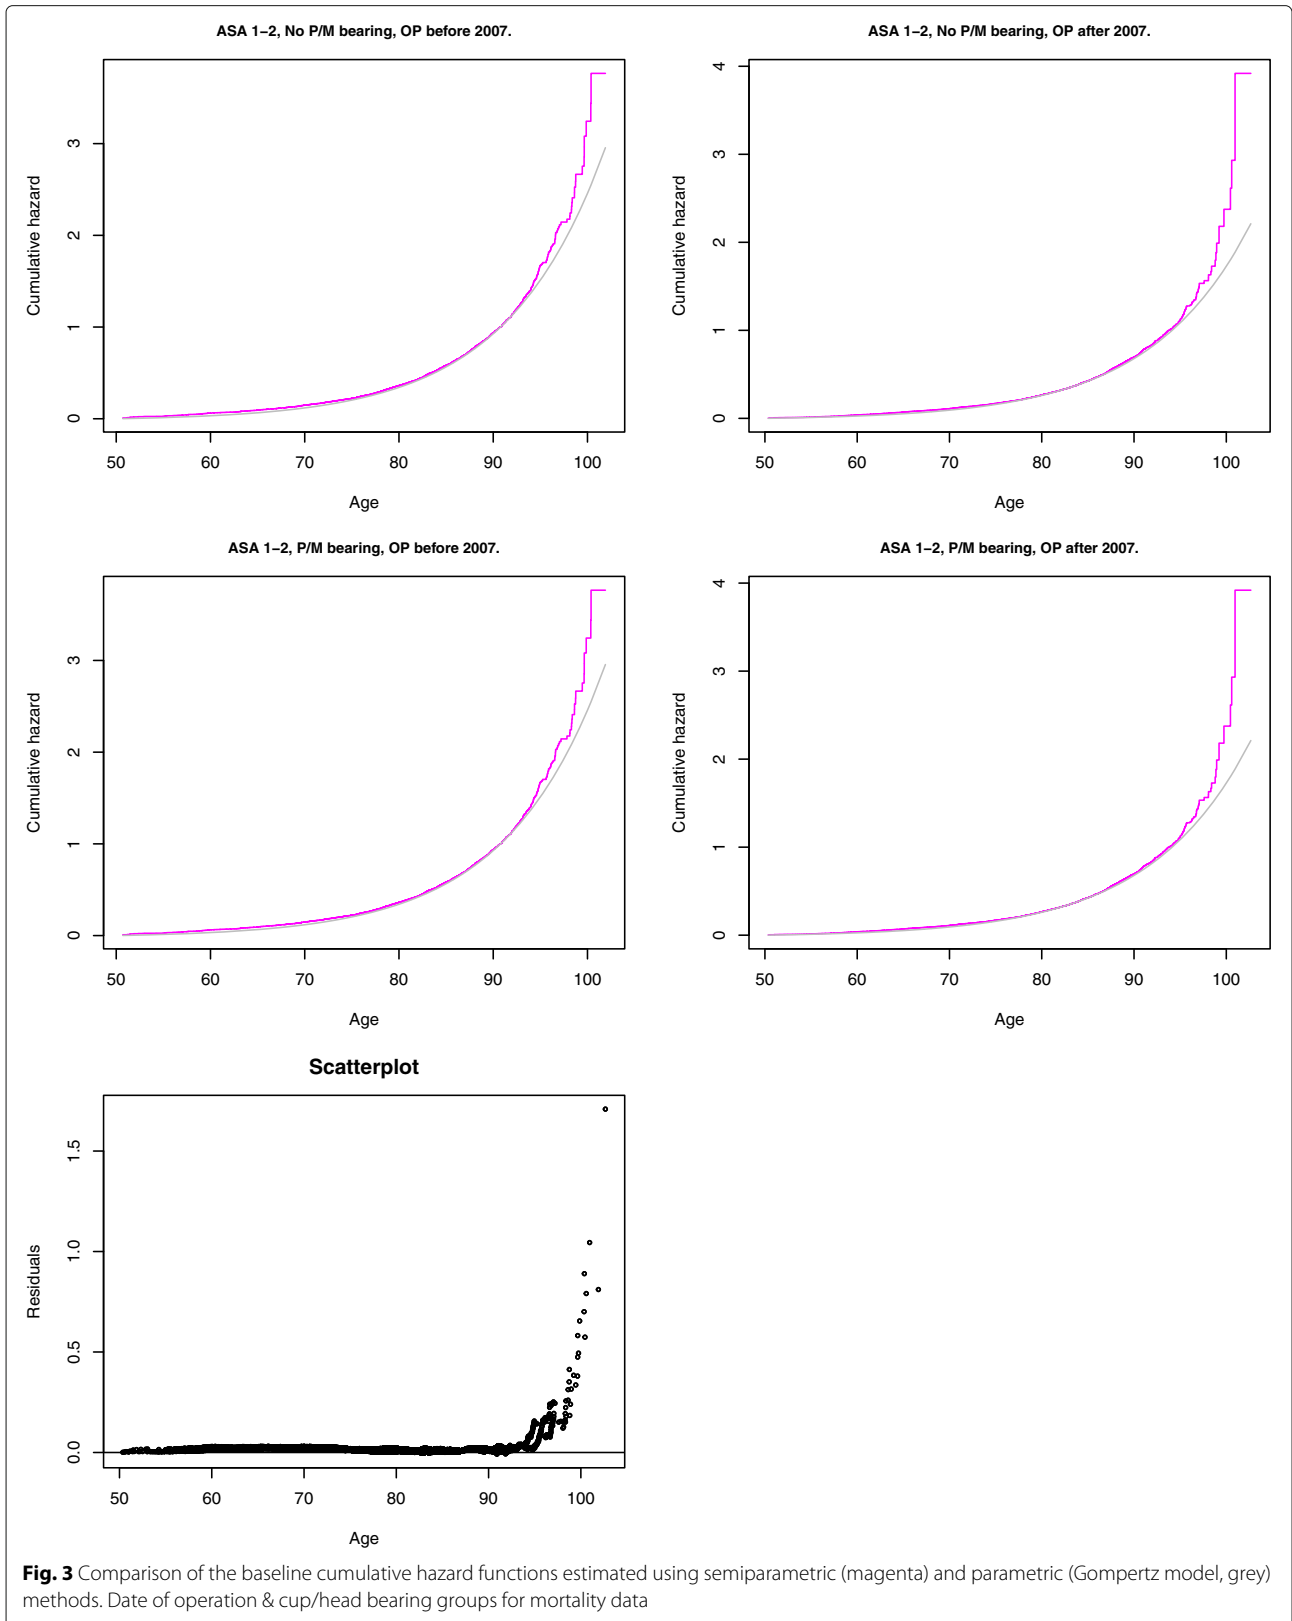 ASA 1–2, No P/M bearing, OP before 2007.
Cumulative hazard
3
2
1
0
50 60 70 80 90 100
Age
ASA 1–2, No P/M bearing, OP after 2007.
Cumulative hazard
4
3
2
1
0
50 60 70 80 90 100
Age
ASA 1–2, P/M bearing, OP before 2007.
Cumulative hazard
3
2
1
0
50 60 70 80 90 100
Age
ASA 1–2, P/M bearing, OP after 2007.
Cumulative hazard
4
3
2
1
0
50 60 70 80 90 100
Age
Scatterplot
Residuals
1.5
1.0
0.5
0.0
50 60 70 80 90 100
Age
Fig. 3 Comparison of the baseline cumulative hazard functions estimated using semiparametric (magenta) and parametric (Gompertz model, grey)
methods. Date of operation & cup/head bearing groups for mortality data